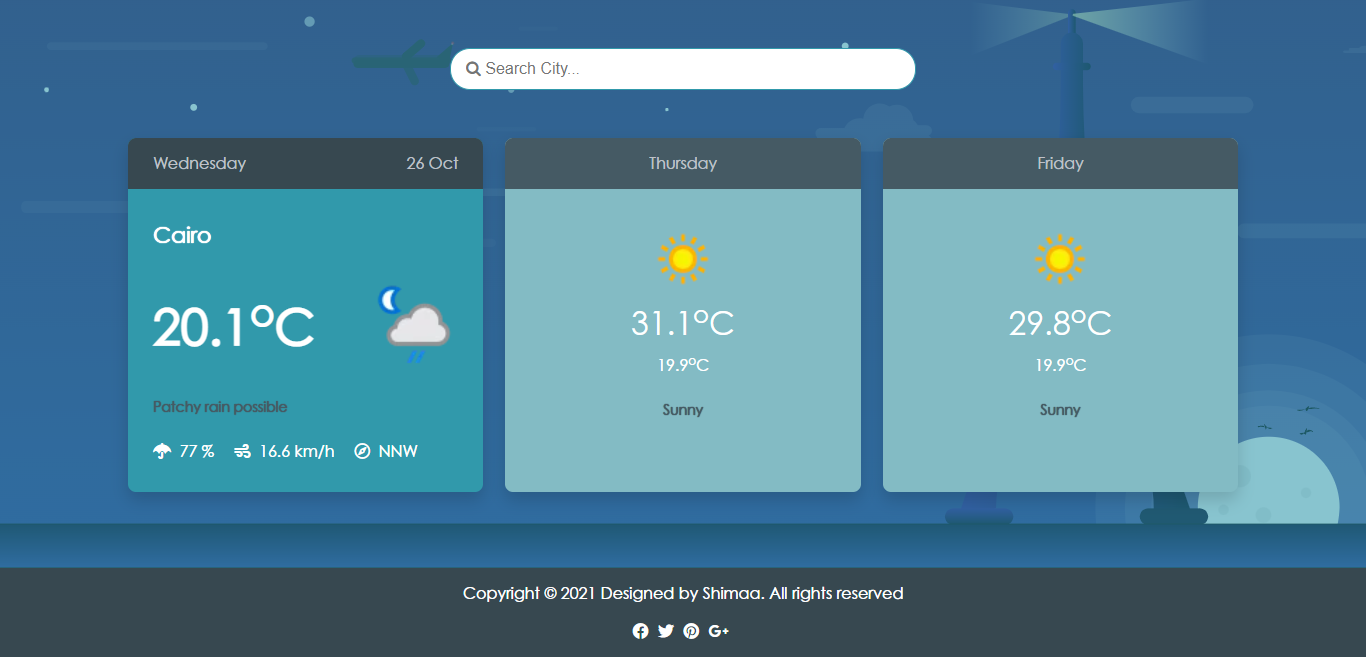 Search City...
Wednesday 26 Oct
Cairo
20.1°C
Patchy rain possible
77 % 16.6 km/h NNW
Thursday
31.1°C
19.9°C
Sunny
Friday
29.8°C
19.9°C
Sunny
Copyright © 2021 Designed by Shimaa. All rights reserved
G+